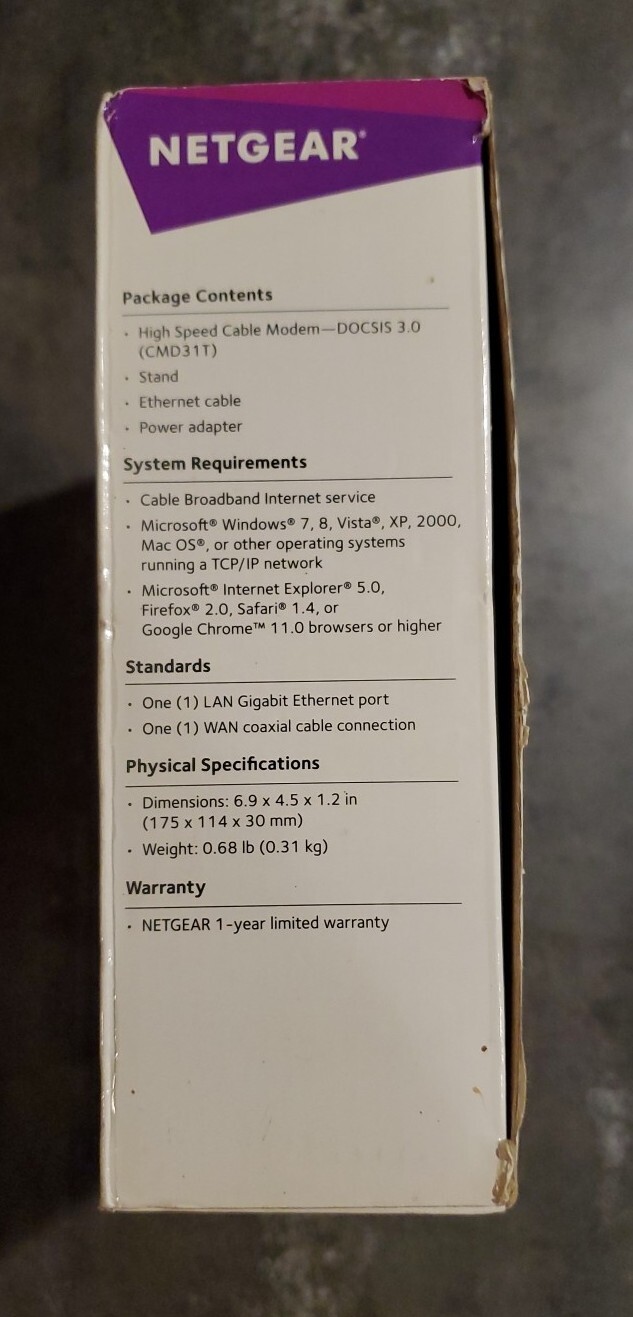 NETGEAR®
Package Contents
• High Speed Cable Modem—DOCSIS 3.0
(CMD31T)
• Stand
• Ethernet cable
• Power adapter
System Requirements
• Cable Broadband Internet service
• Microsoft® Windows® 7, 8, Vista®, XP, 2000,
Mac OS®, or other operating systems
running a TCP/IP network
• Microsoft® Internet Explorer® 5.0,
Firefox® 2.0, Safari® 1.4, or
Google Chrome™ 11.0 browsers or higher
Standards
• One (1) LAN Gigabit Ethernet port
• One (1) WAN coaxial cable connection
Physical Specifications
• Dimensions: 6.9 x 4.5 x 1.2 in
(175 x 114 x 30 mm)
• Weight: 0.68 lb (0.31 kg)
Warranty
• NETGEAR 1-year limited warranty